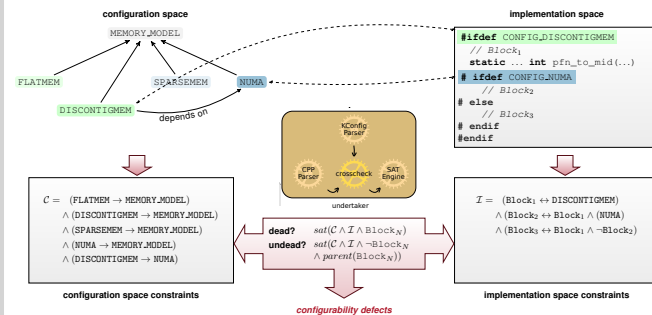 configuration space
implementation space
MEMORY_MODEL
FLATMEM
SPARSEMEM
NUMA
DISCONTIGMEM
depends on
#ifdef CONFIG_DISCONTIGMEM
// Block₁
static ... int pfn_to_mid(...)
# ifdef CONFIG_NUMA
// Block₂
# else
// Block₃
# endif
#endif
KConfig
Parser
CPP
Parser
crosscheck
SAT
Engine
undertaker
C = (FLATMEM → MEMORY_MODEL)
∧ (DISCONTIGMEM → MEMORY_MODEL)
∧ (SPARSEMEM → MEMORY_MODEL)
∧ (NUMA → MEMORY_MODEL)
∧ (DISCONTIGMEM → NUMA)
configuration space constraints
dead? sat(C ∧ I ∧ Block_N)
undead? sat(C ∧ I ∧ ¬Block_N
∧ parent(Block_N))
configurability defects
I = (Block₁ ↔ DISCONTIGMEM)
∧ (Block₂ ↔ Block₁ ∧ (NUMA)
∧ (Block₃ ↔ Block₁ ∧ ¬Block₂)
implementation space constraints